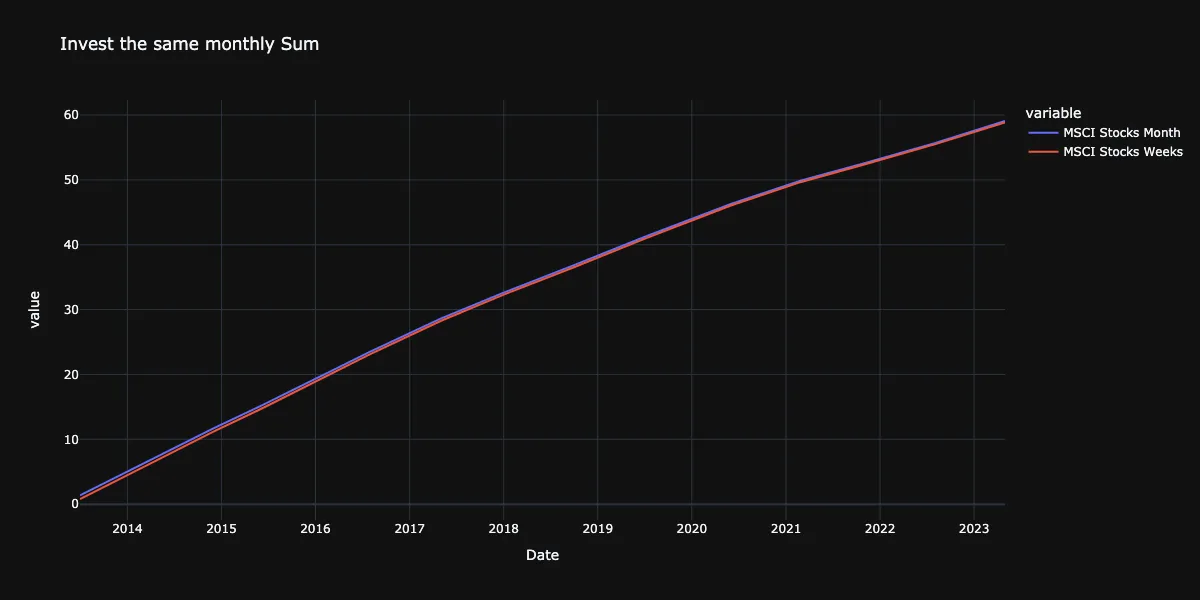 Invest the same monthly Sum
variable
MSCI Stocks Month
MSCI Stocks Weeks
60
50
40
30
20
10
0
value
2014 2015 2016 2017 2018 2019 2020 2021 2022 2023
Date